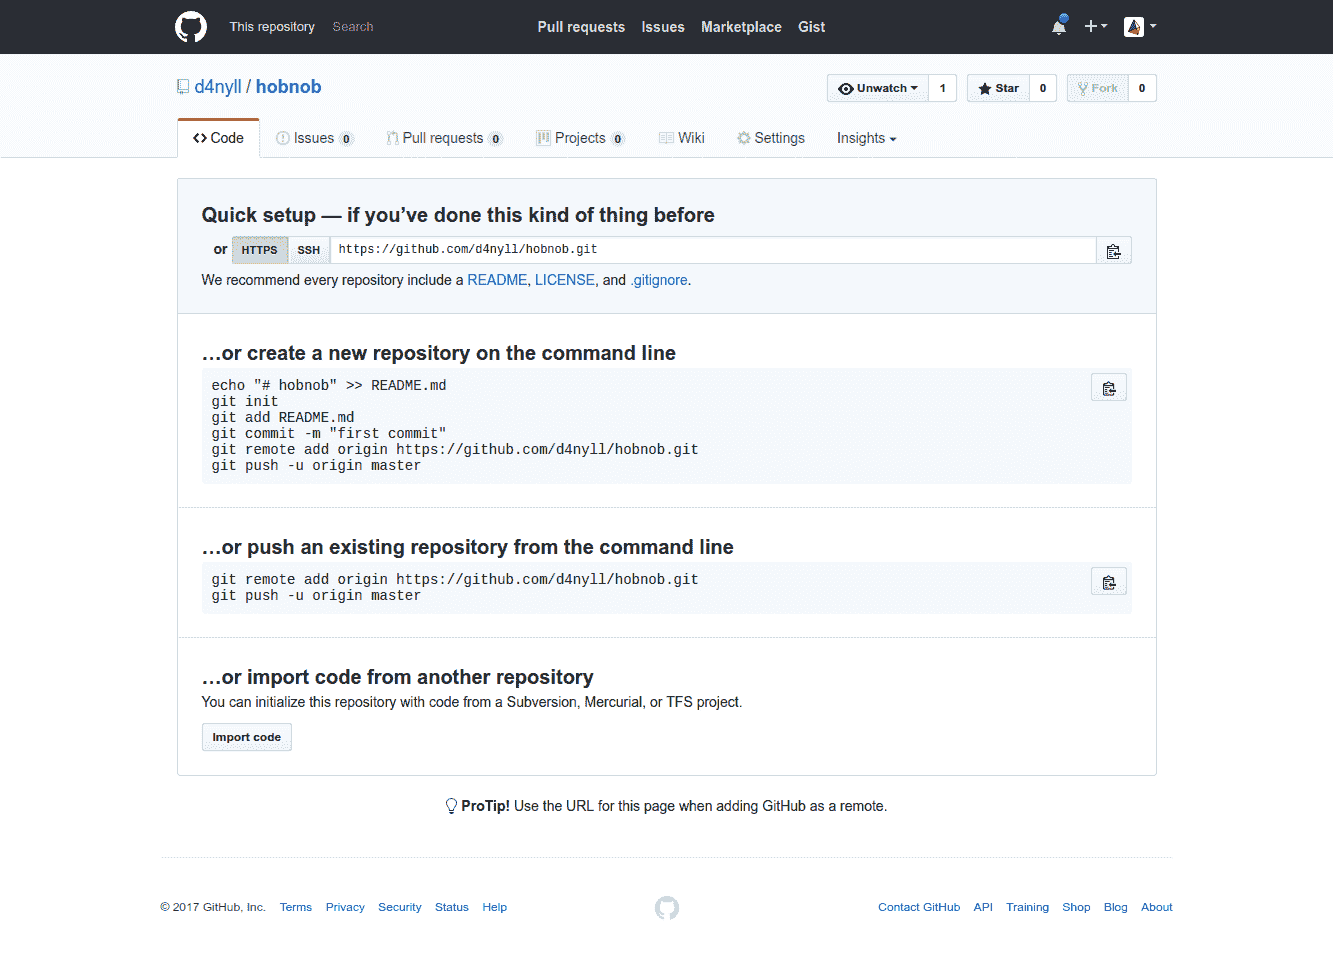 This repository Search Pull requests Issues Marketplace Gist
d4nyll / hobnob Unwatch 1 Star 0 Fork 0
Code Issues 0 Pull requests 0 Projects 0 Wiki Settings Insights
Quick setup — if you’ve done this kind of thing before
or HTTPS SSH https://github.com/d4nyll/hobnob.git
We recommend every repository include a README, LICENSE, and .gitignore.
…or create a new repository on the command line
echo "# hobnob" >> README.md
git init
git add README.md
git commit -m "first commit"
git remote add origin https://github.com/d4nyll/hobnob.git
git push -u origin master
…or push an existing repository from the command line
git remote add origin https://github.com/d4nyll/hobnob.git
git push -u origin master
…or import code from another repository
You can initialize this repository with code from a Subversion, Mercurial, or TFS project.
Import code
ProTip! Use the URL for this page when adding GitHub as a remote.
© 2017 GitHub, Inc. Terms Privacy Security Status Help Contact GitHub API Training Shop Blog About